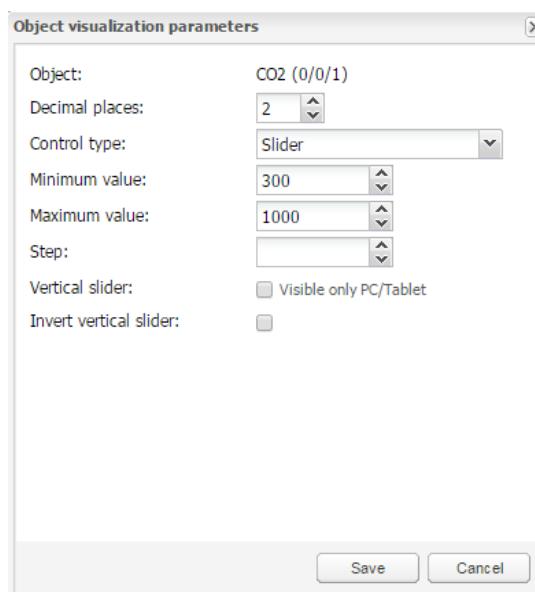 Object visualization parameters
Object: CO2 (0/0/1)
Decimal places: 2
Control type: Slider
Minimum value: 300
Maximum value: 1000
Step:
Vertical slider: Visible only PC/Tablet
Invert vertical slider:
Save Cancel